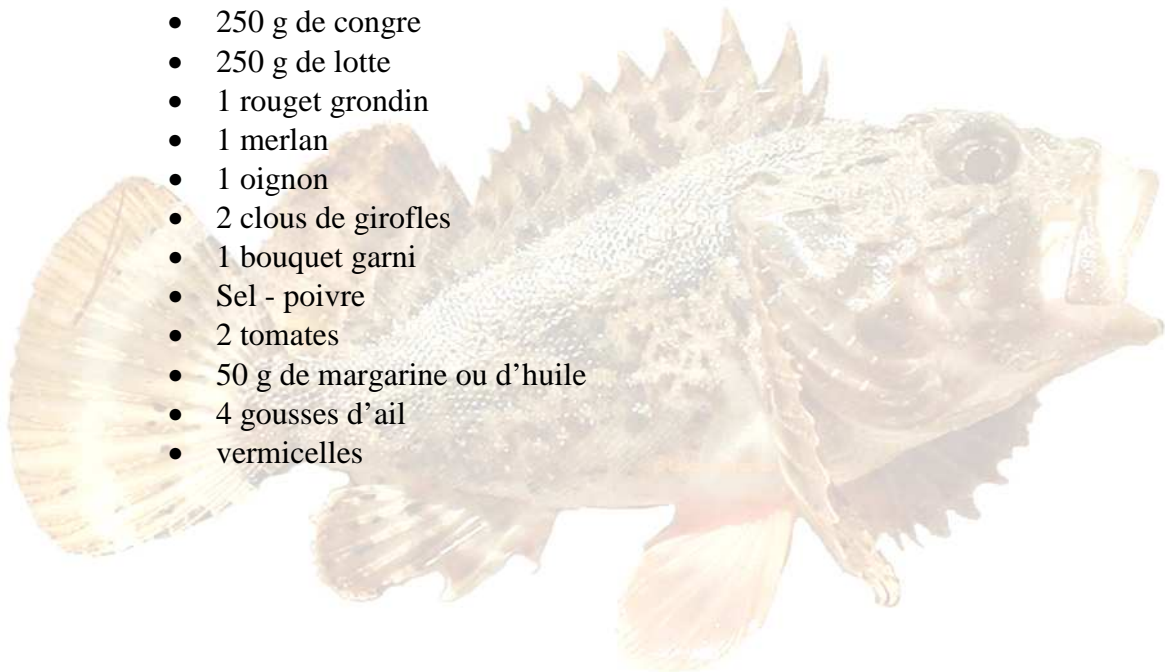 • 250 g de congre
• 250 g de lotte
• 1 rouget grondin
• 1 merlan
• 1 oignon
• 2 clous de girofles
• 1 bouquet garni
• Sel - poivre
• 2 tomates
• 50 g de margarine ou d’huile
• 4 gousses d’ail
• vermicelles